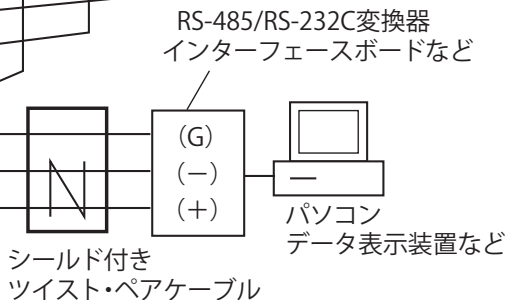 RS-485/RS-232C変換器
インターフェースボードなど
（G）
（－）
（＋）
パソコン
データ表示装置など
シールド付き
ツイスト・ペアケーブル